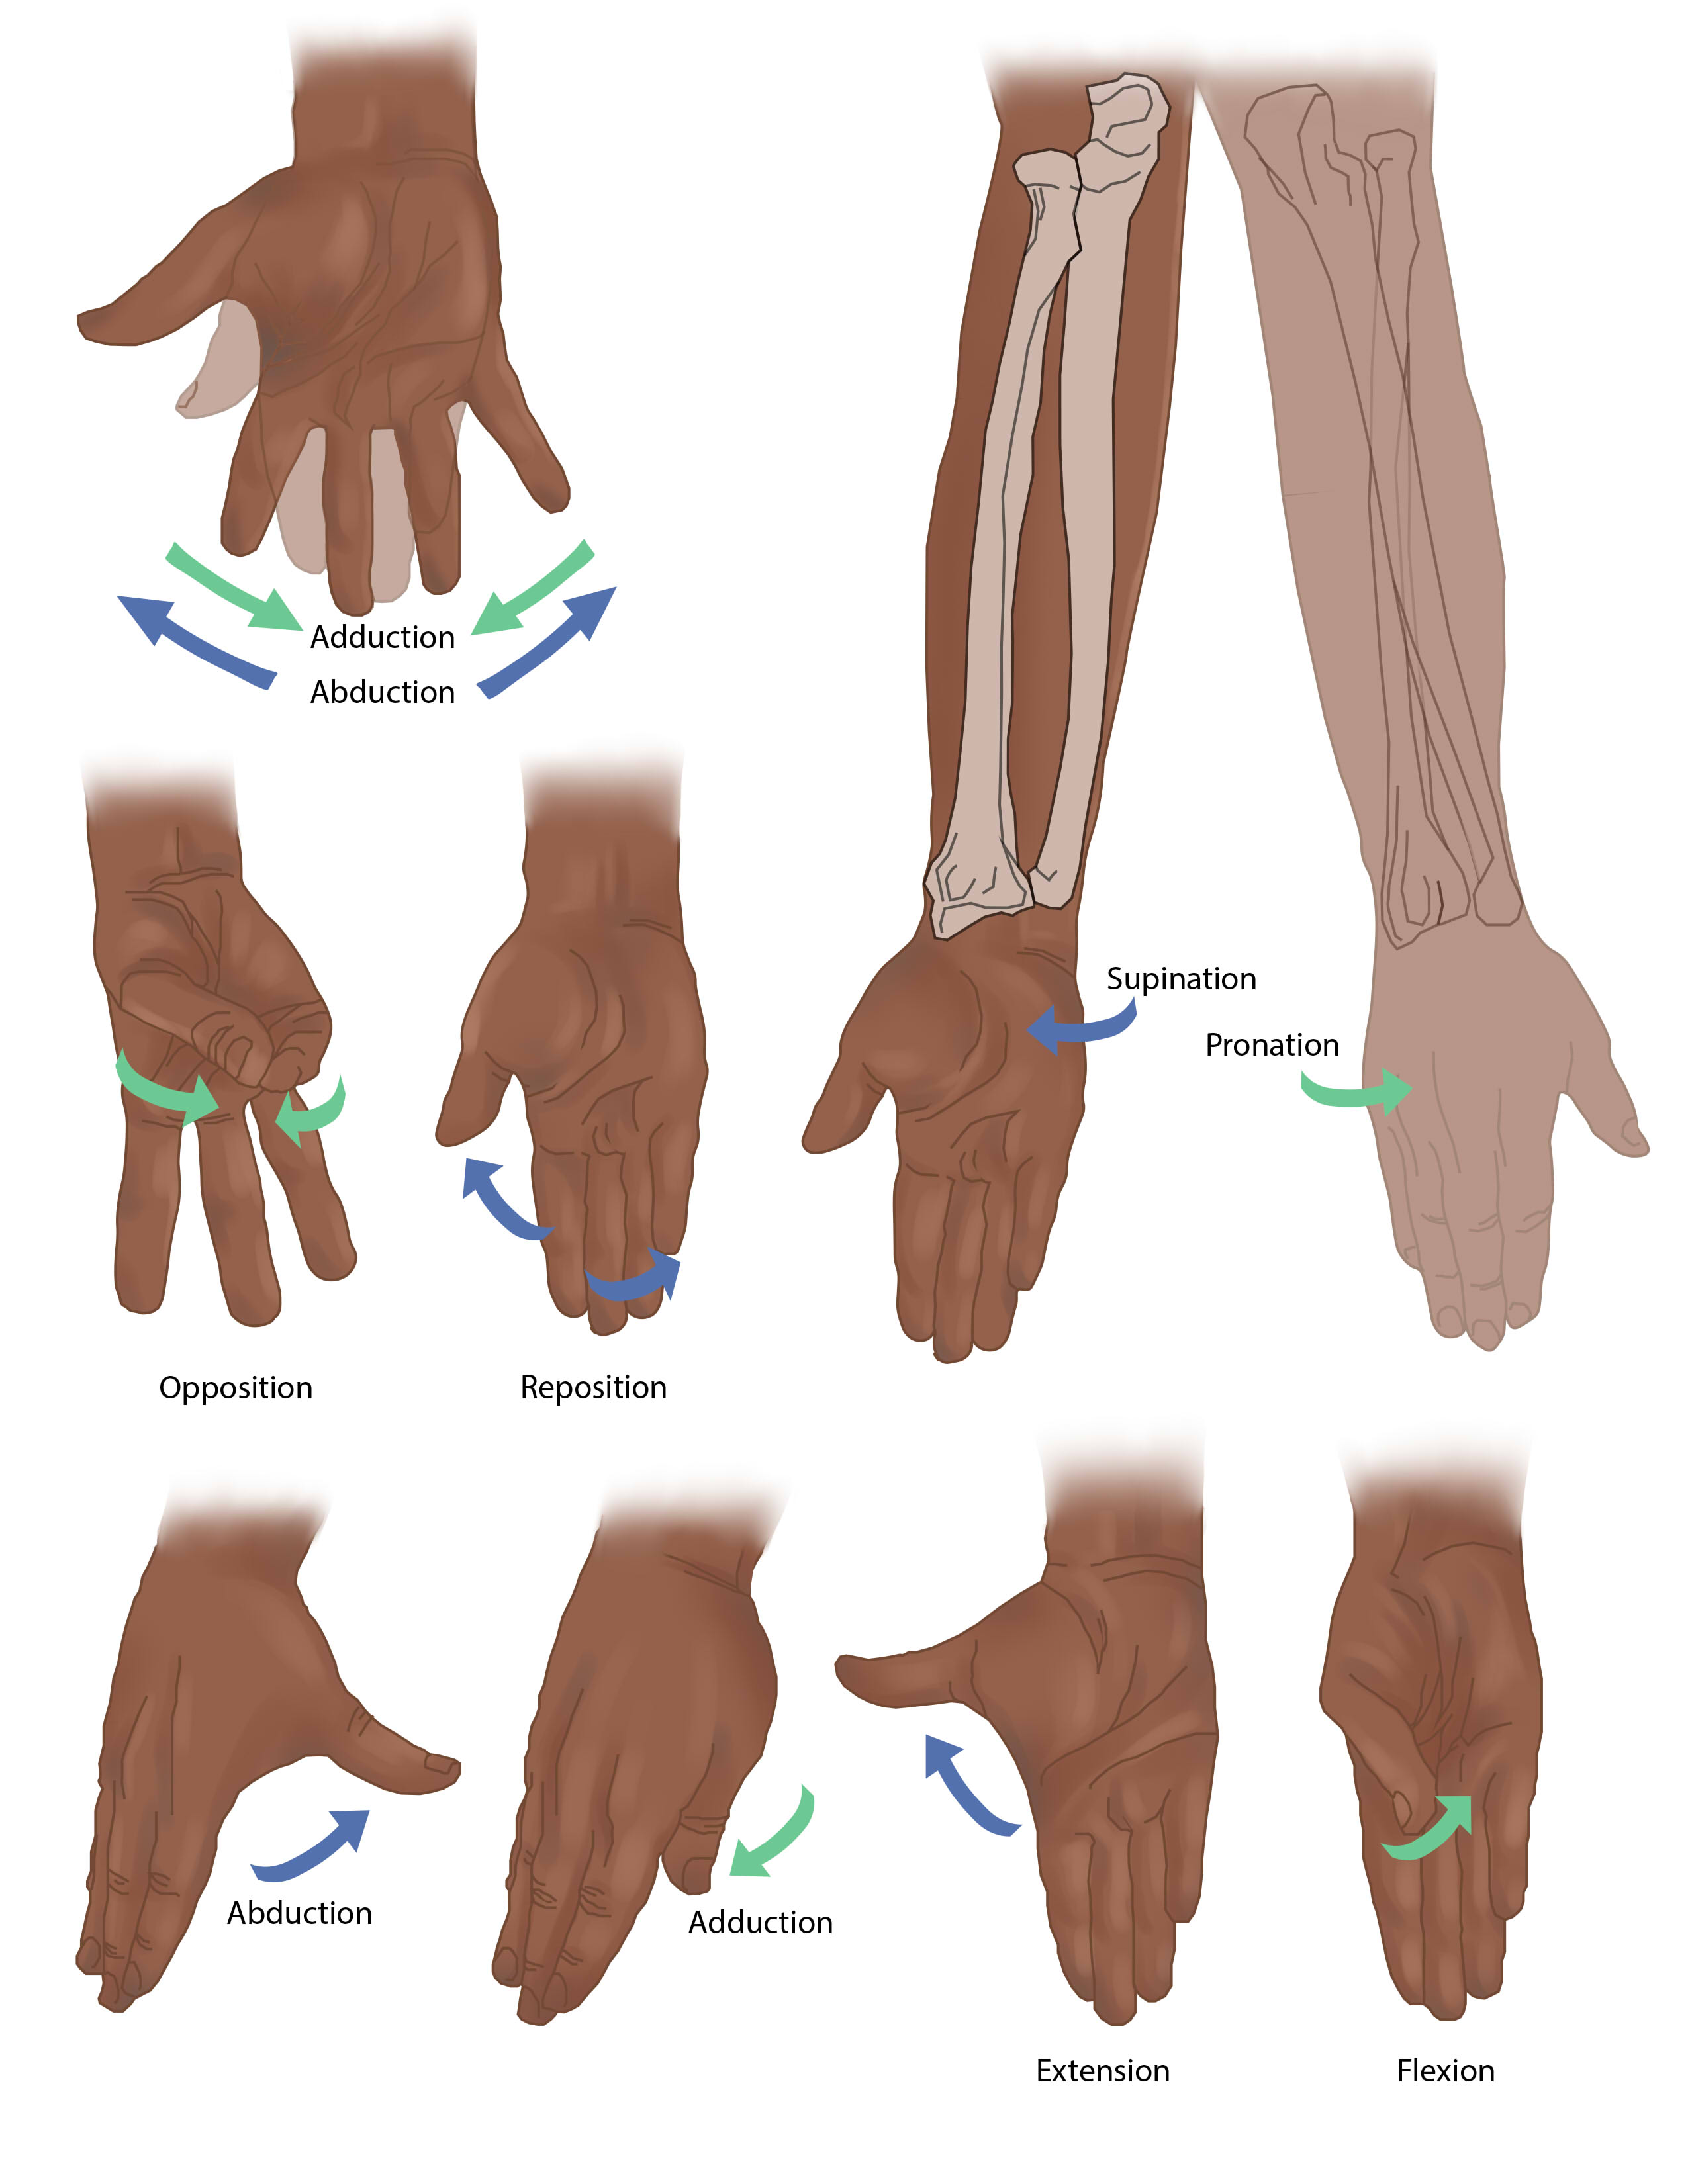 Adduction
Abduction
Supination
Pronation
Opposition
Reposition
Abduction
Adduction
Extension
Flexion